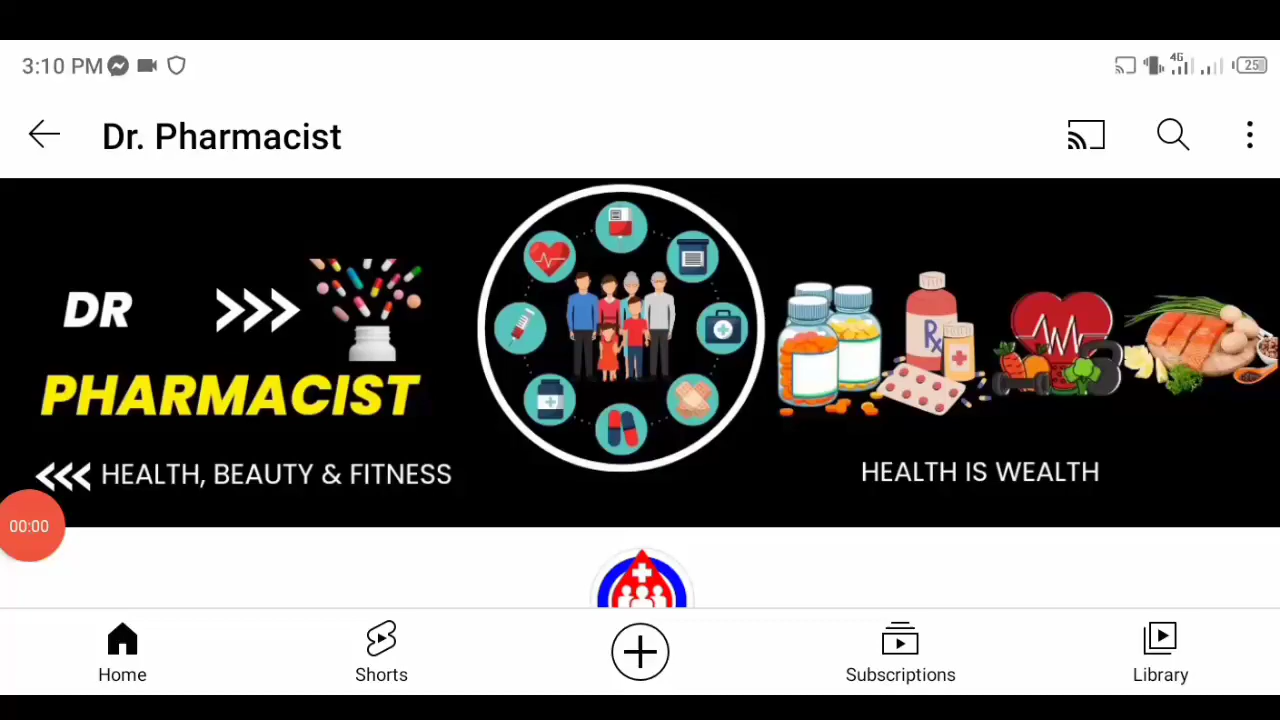 3:10 PM
4G
25
Dr. Pharmacist
DR
PHARMACIST
HEALTH, BEAUTY & FITNESS
Rx
HEALTH IS WEALTH
00:00
Home
Shorts
Subscriptions
Library